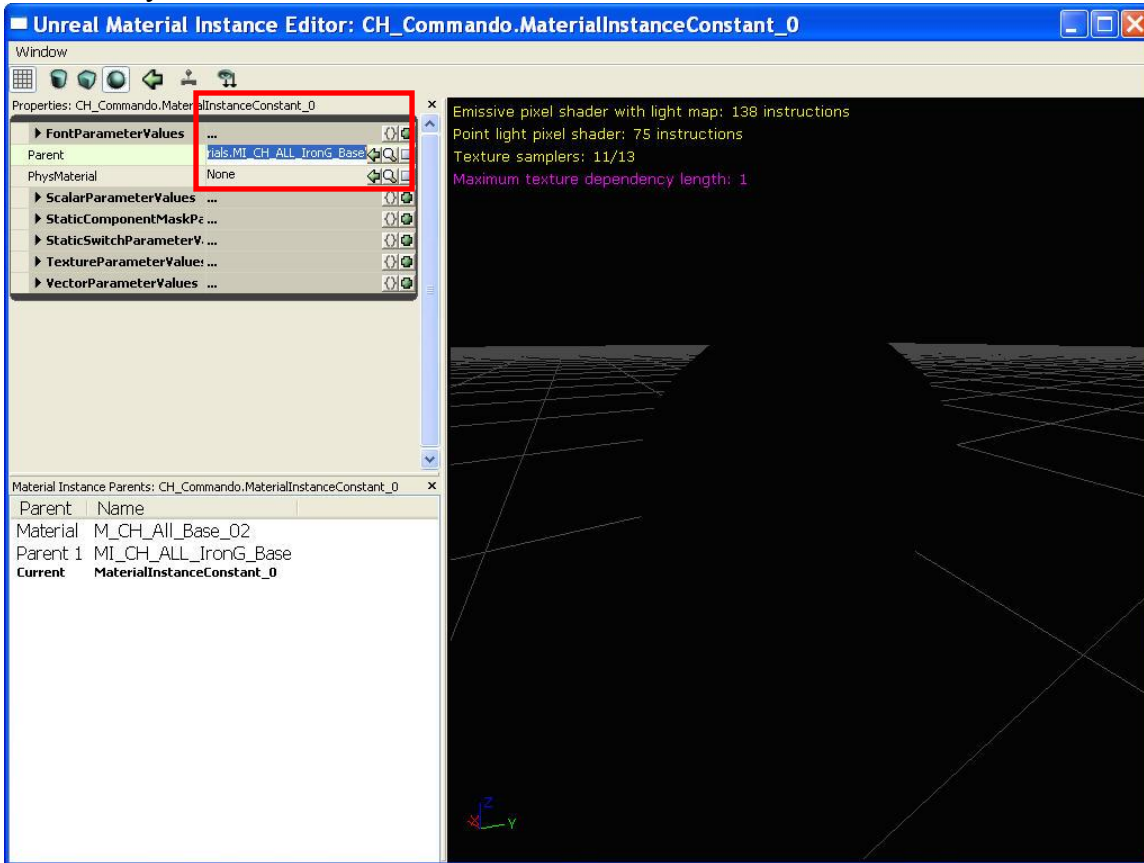 Unreal Material Instance Editor: CH_Commando.MaterialInstanceConstant_0
Window
Properties: CH_Commando.MaterialInstanceConstant_0
FontParameterValues ...
Parent rials.MI_CH_ALL_IronG_Base
PhysMaterial None
ScalarParameterValues ...
StaticComponentMaskPa ...
StaticSwitchParameterV ...
TextureParameterValues ...
VectorParameterValues ...
Emissive pixel shader with light map: 138 instructions
Point light pixel shader: 75 instructions
Texture samplers: 11/13
Maximum texture dependency length: 1
Material Instance Parents: CH_Commando.MaterialInstanceConstant_0
Parent Name
Material M_CH_All_Base_02
Parent 1 MI_CH_ALL_IronG_Base
Current MaterialInstanceConstant_0
Z
X Y